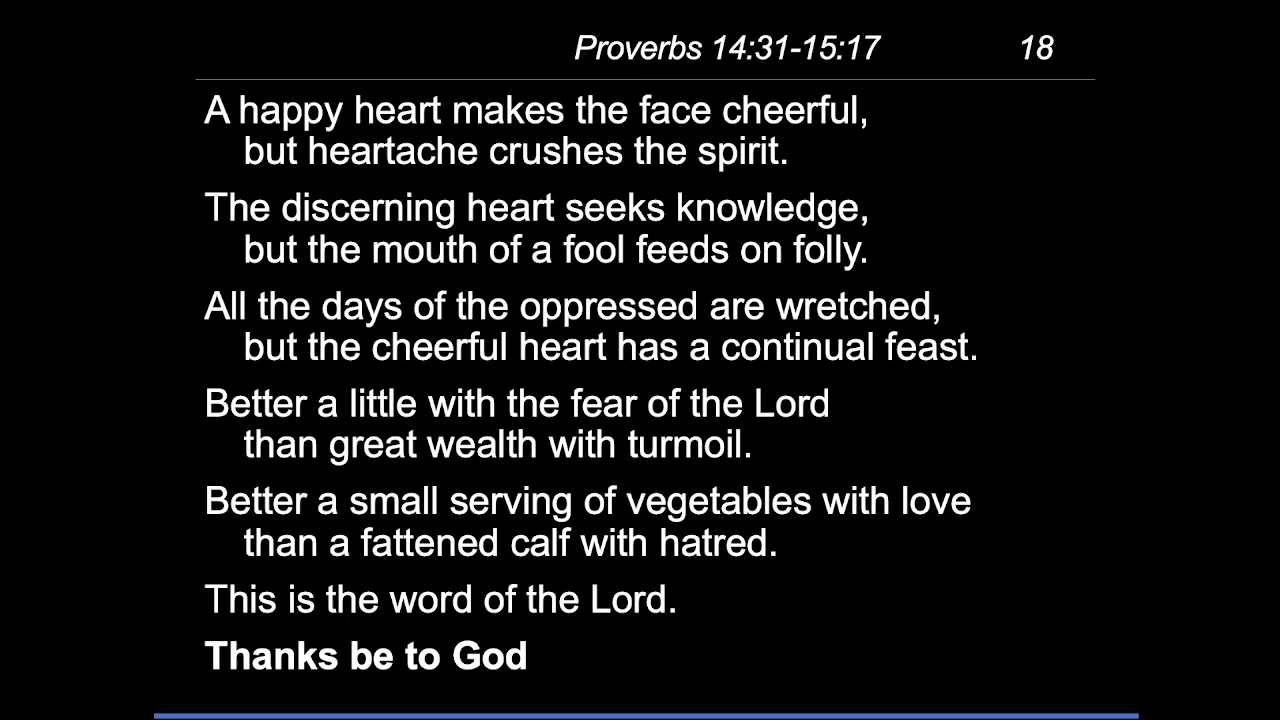 Proverbs 14:31-15:17 18
A happy heart makes the face cheerful,
but heartache crushes the spirit.
The discerning heart seeks knowledge,
but the mouth of a fool feeds on folly.
All the days of the oppressed are wretched,
but the cheerful heart has a continual feast.
Better a little with the fear of the Lord
than great wealth with turmoil.
Better a small serving of vegetables with love
than a fattened calf with hatred.
This is the word of the Lord.
Thanks be to God